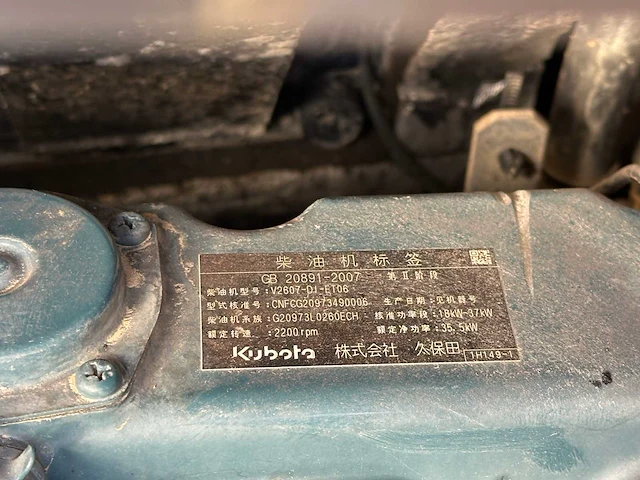 柴油机标签
GB 20891-2007 第Ⅱ阶段
柴油机型号：V2607-DI-ET06
型式核准号：CNFCG20973490006 生产日期：见机器号
柴油机系族：G20973L0260ECH 核准功率段：18kW-37kW
额定转速：2200rpm 额定净功率：35.5kW
Kubota 株式会社 久保田 1H149-1